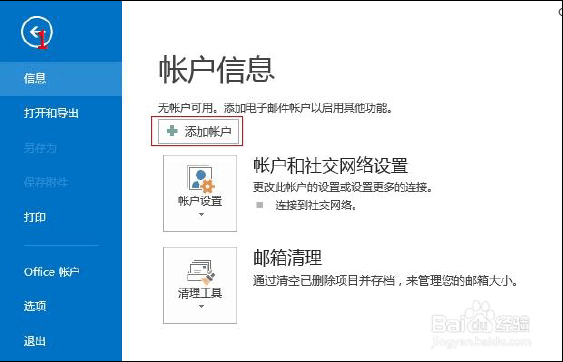 1
信息
打开和导出
另存为
保存附件
打印
Office 帐户
选项
退出
帐户信息
无帐户可用。添加电子邮件帐户以启用其他功能。
添加帐户
帐户设置
帐户和社交网络设置
更改此帐户的设置或设置更多的连接。
连接到社交网络。
清理工具
邮箱清理
通过清空已删除项目并存档，来管理您的邮箱大小。
Baidu 经验
jingyan.baidu.com